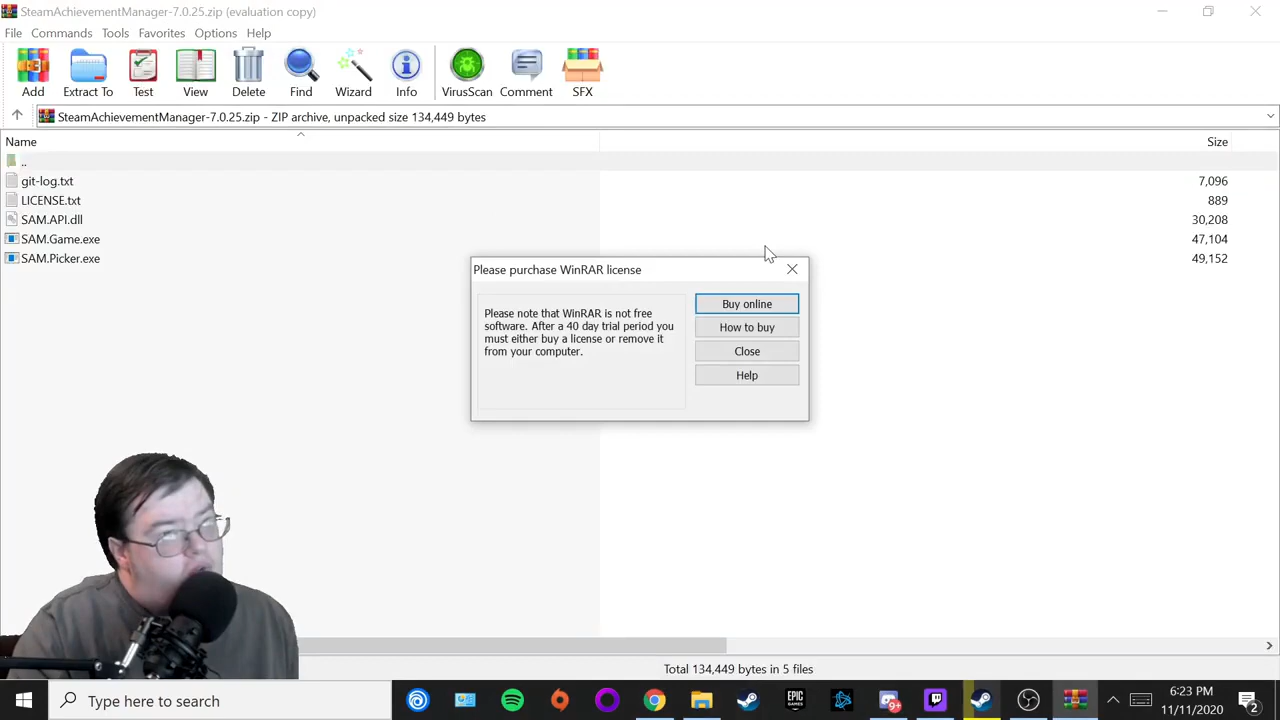 SteamAchievementManager-7.0.25.zip (evaluation copy)
File Commands Tools Favorites Options Help
Add Extract To Test View Delete Find Wizard Info VirusScan Comment SFX
SteamAchievementManager-7.0.25.zip - ZIP archive, unpacked size 134,449 bytes
Name Size
..
git-log.txt 7,096
LICENSE.txt 889
SAM.API.dll 30,208
SAM.Game.exe 47,104
SAM.Picker.exe 49,152
Please purchase WinRAR license
Please note that WinRAR is not free
software. After a 40 day trial period you
must either buy a license or remove it
from your computer.
Buy online
How to buy
Close
Help
Total 134,449 bytes in 5 files
Type here to search
EPIC
GAMES
9+
6:23 PM
11/11/2020
2